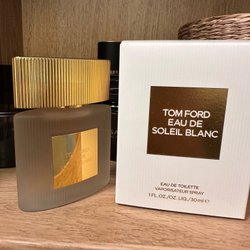 TOM FORD
EAU DE
SOLEIL BLANC
EAU DE TOILETTE
VAPORISATEUR SPRAY
1 FL.OZ./OZ.LIQ./30ml ℮